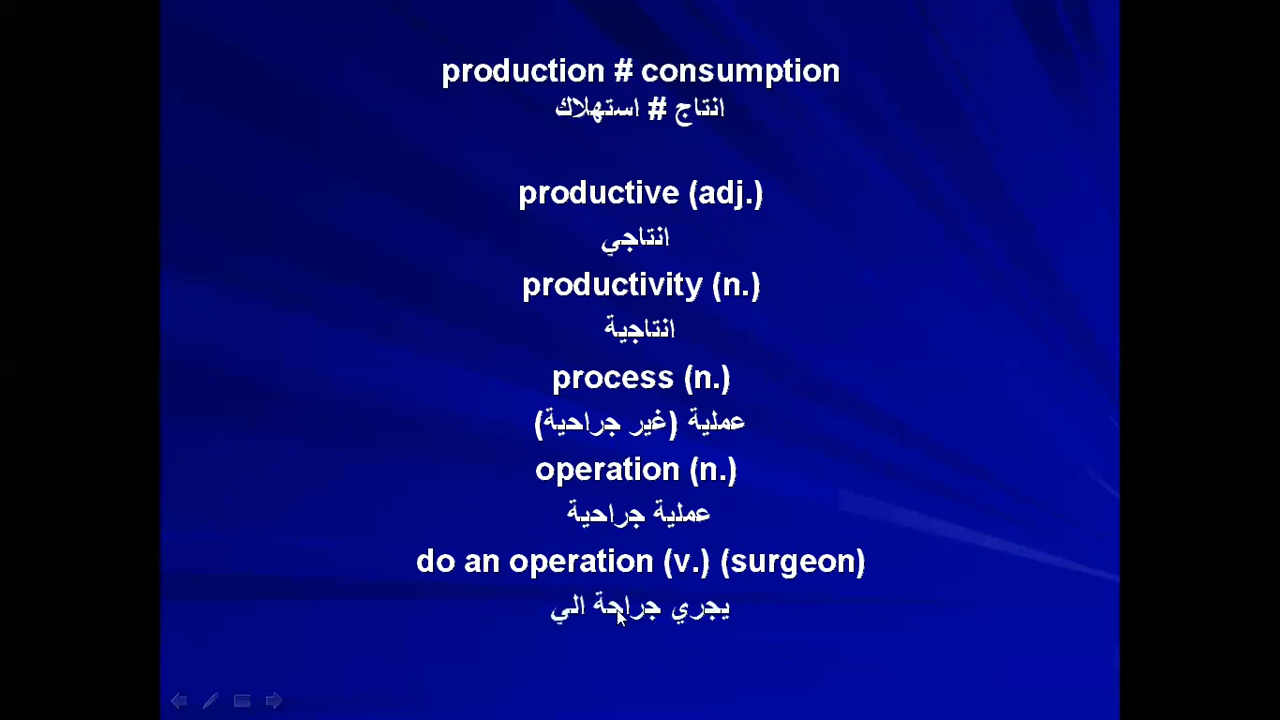 production # consumption
انتاج # استهلاك
productive (adj.)
انتاجي
productivity (n.)
انتاجية
process (n.)
عملية (غير جراحية)
operation (n.)
عملية جراحية
do an operation (v.) (surgeon)
يجري جراحة الي